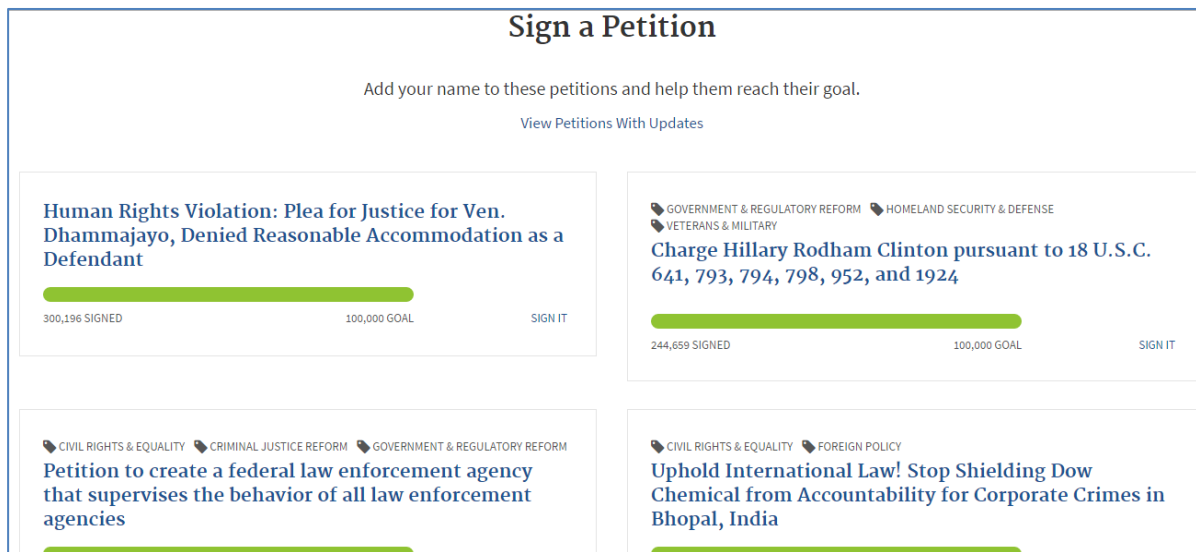 Sign a Petition
Add your name to these petitions and help them reach their goal.
View Petitions With Updates
Human Rights Violation: Plea for Justice for Ven.
Dhammajayo, Denied Reasonable Accommodation as a
Defendant
300,196 SIGNED 100,000 GOAL SIGN IT
GOVERNMENT & REGULATORY REFORM HOMELAND SECURITY & DEFENSE
VETERANS & MILITARY
Charge Hillary Rodham Clinton pursuant to 18 U.S.C.
641, 793, 794, 798, 952, and 1924
244,659 SIGNED 100,000 GOAL SIGN IT
CIVIL RIGHTS & EQUALITY CRIMINAL JUSTICE REFORM GOVERNMENT & REGULATORY REFORM
Petition to create a federal law enforcement agency
that supervises the behavior of all law enforcement
agencies
CIVIL RIGHTS & EQUALITY FOREIGN POLICY
Uphold International Law! Stop Shielding Dow
Chemical from Accountability for Corporate Crimes in
Bhopal, India